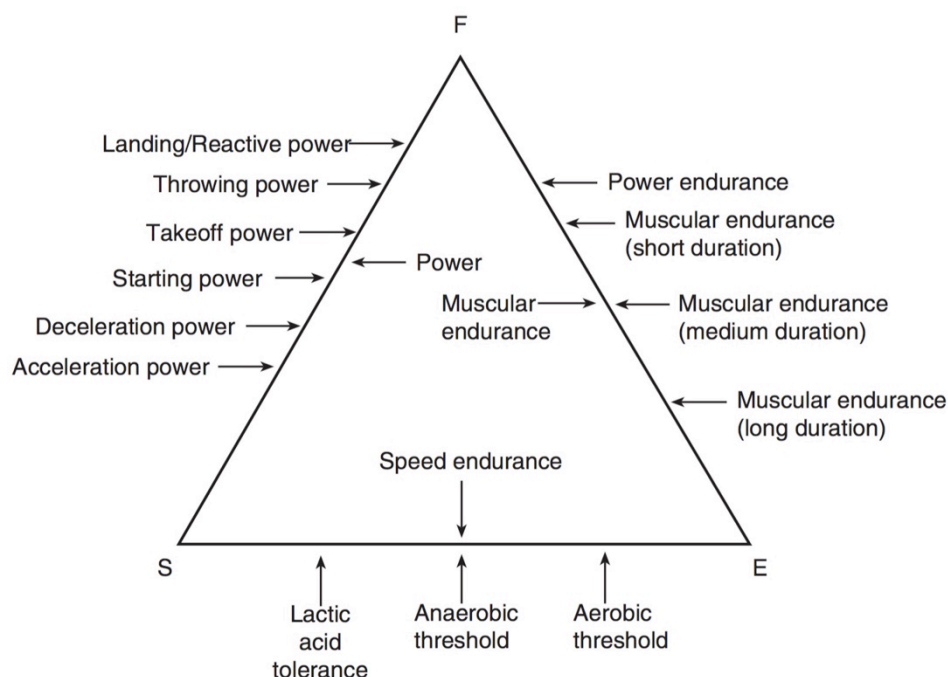 F
Landing/Reactive power
Throwing power
Takeoff power
Starting power
Deceleration power
Acceleration power
Power
Power endurance
Muscular endurance
(short duration)
Muscular
endurance
Muscular endurance
(medium duration)
Muscular endurance
(long duration)
Speed endurance
S
E
Lactic
acid
tolerance
Anaerobic
threshold
Aerobic
threshold